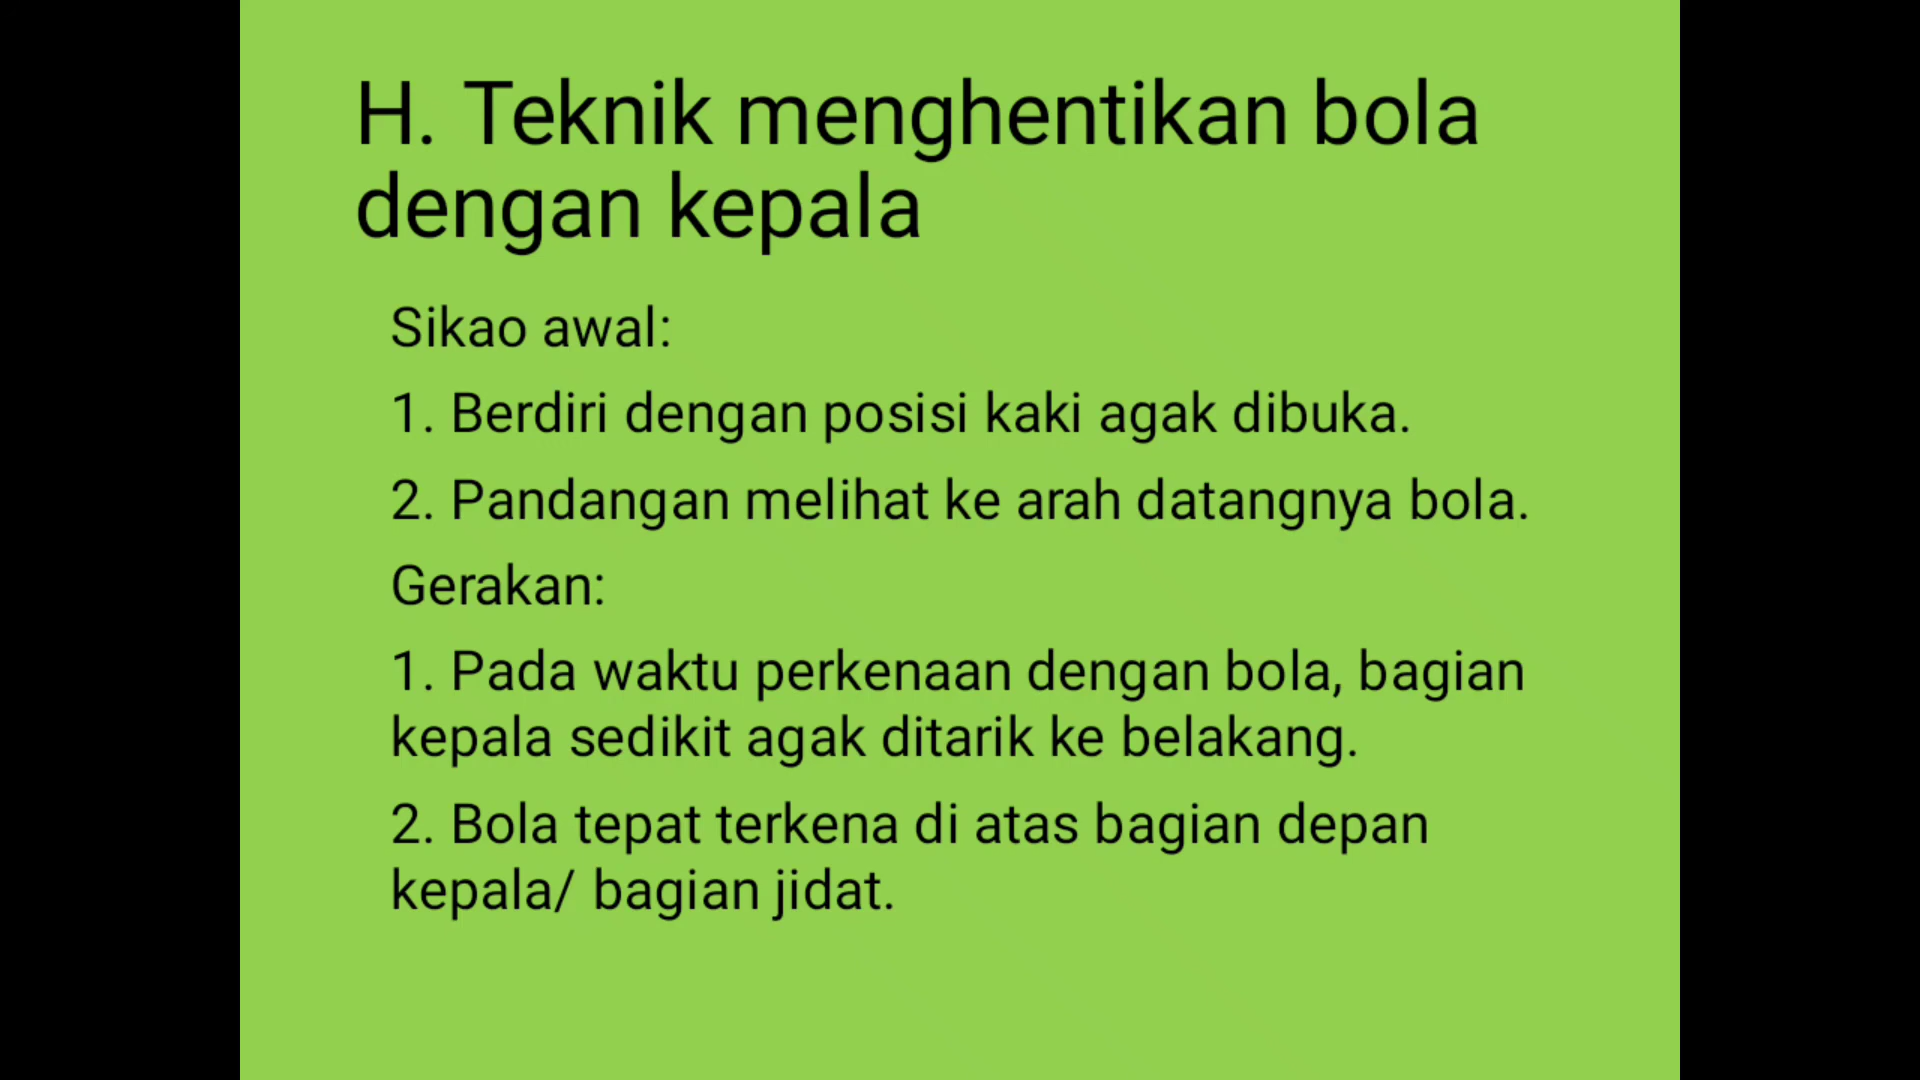 H. Teknik menghentikan bola
dengan kepala
Sikao awal:
1. Berdiri dengan posisi kaki agak dibuka.
2. Pandangan melihat ke arah datangnya bola.
Gerakan:
1. Pada waktu perkenaan dengan bola, bagian
kepala sedikit agak ditarik ke belakang.
2. Bola tepat terkena di atas bagian depan
kepala/ bagian jidat.